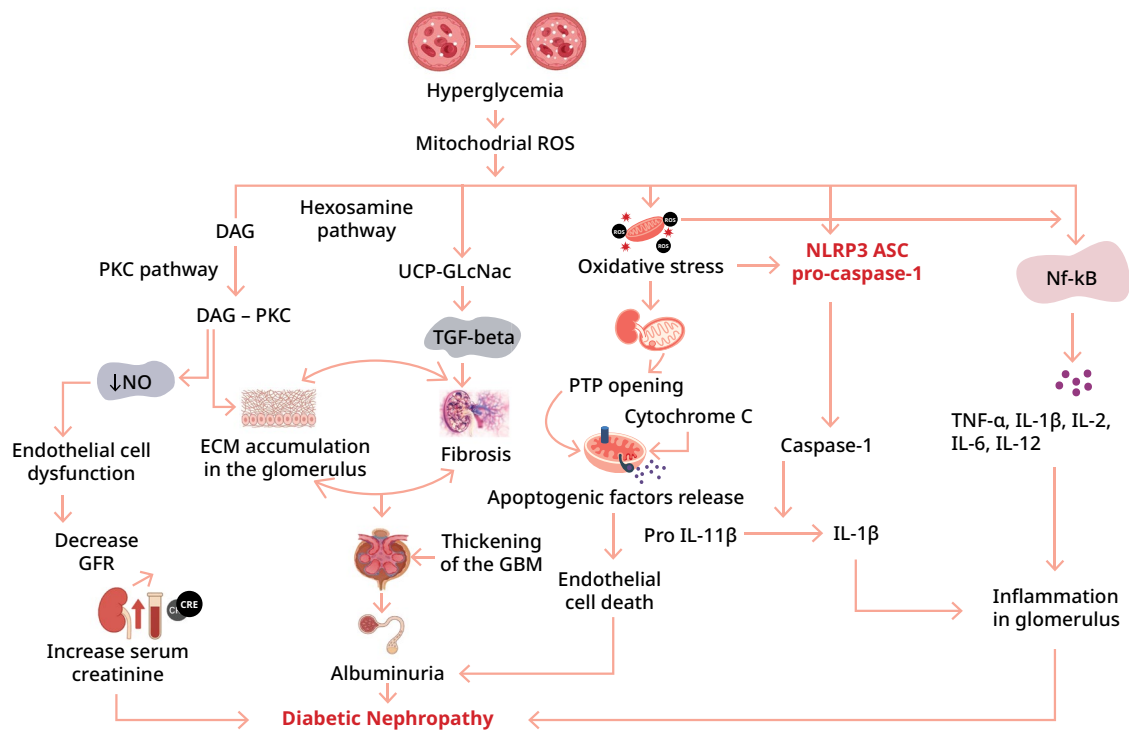 Hyperglycemia
Mitochodrial ROS
Hexosamine
pathway
DAG
PKC pathway
DAG – PKC
↓NO
Endothelial cell
dysfunction
Decrease
GFR
CRE
Increase serum
creatinine
ECM accumulation
in the glomerulus
UCP-GLcNac
TGF-beta
Fibrosis
Thickening
of the GBM
Albuminuria
ROS
ROS
ROS
Oxidative stress
PTP opening
Cytochrome C
Apoptogenic factors release
Endothelial
cell death
NLRP3 ASC
pro-caspase-1
Caspase-1
Pro IL-11β
IL-1β
Nf-kB
TNF-α, IL-1β, IL-2,
IL-6, IL-12
Inflammation
in glomerulus
Diabetic Nephropathy